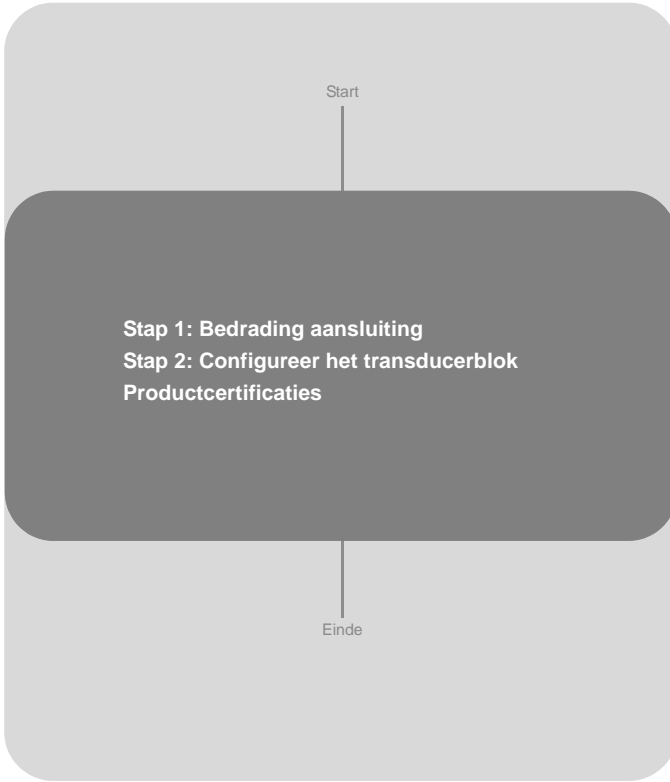 Start
Stap 1: Bedrading aansluiting
Stap 2: Configureer het transducerblok
Productcertificaties
Einde